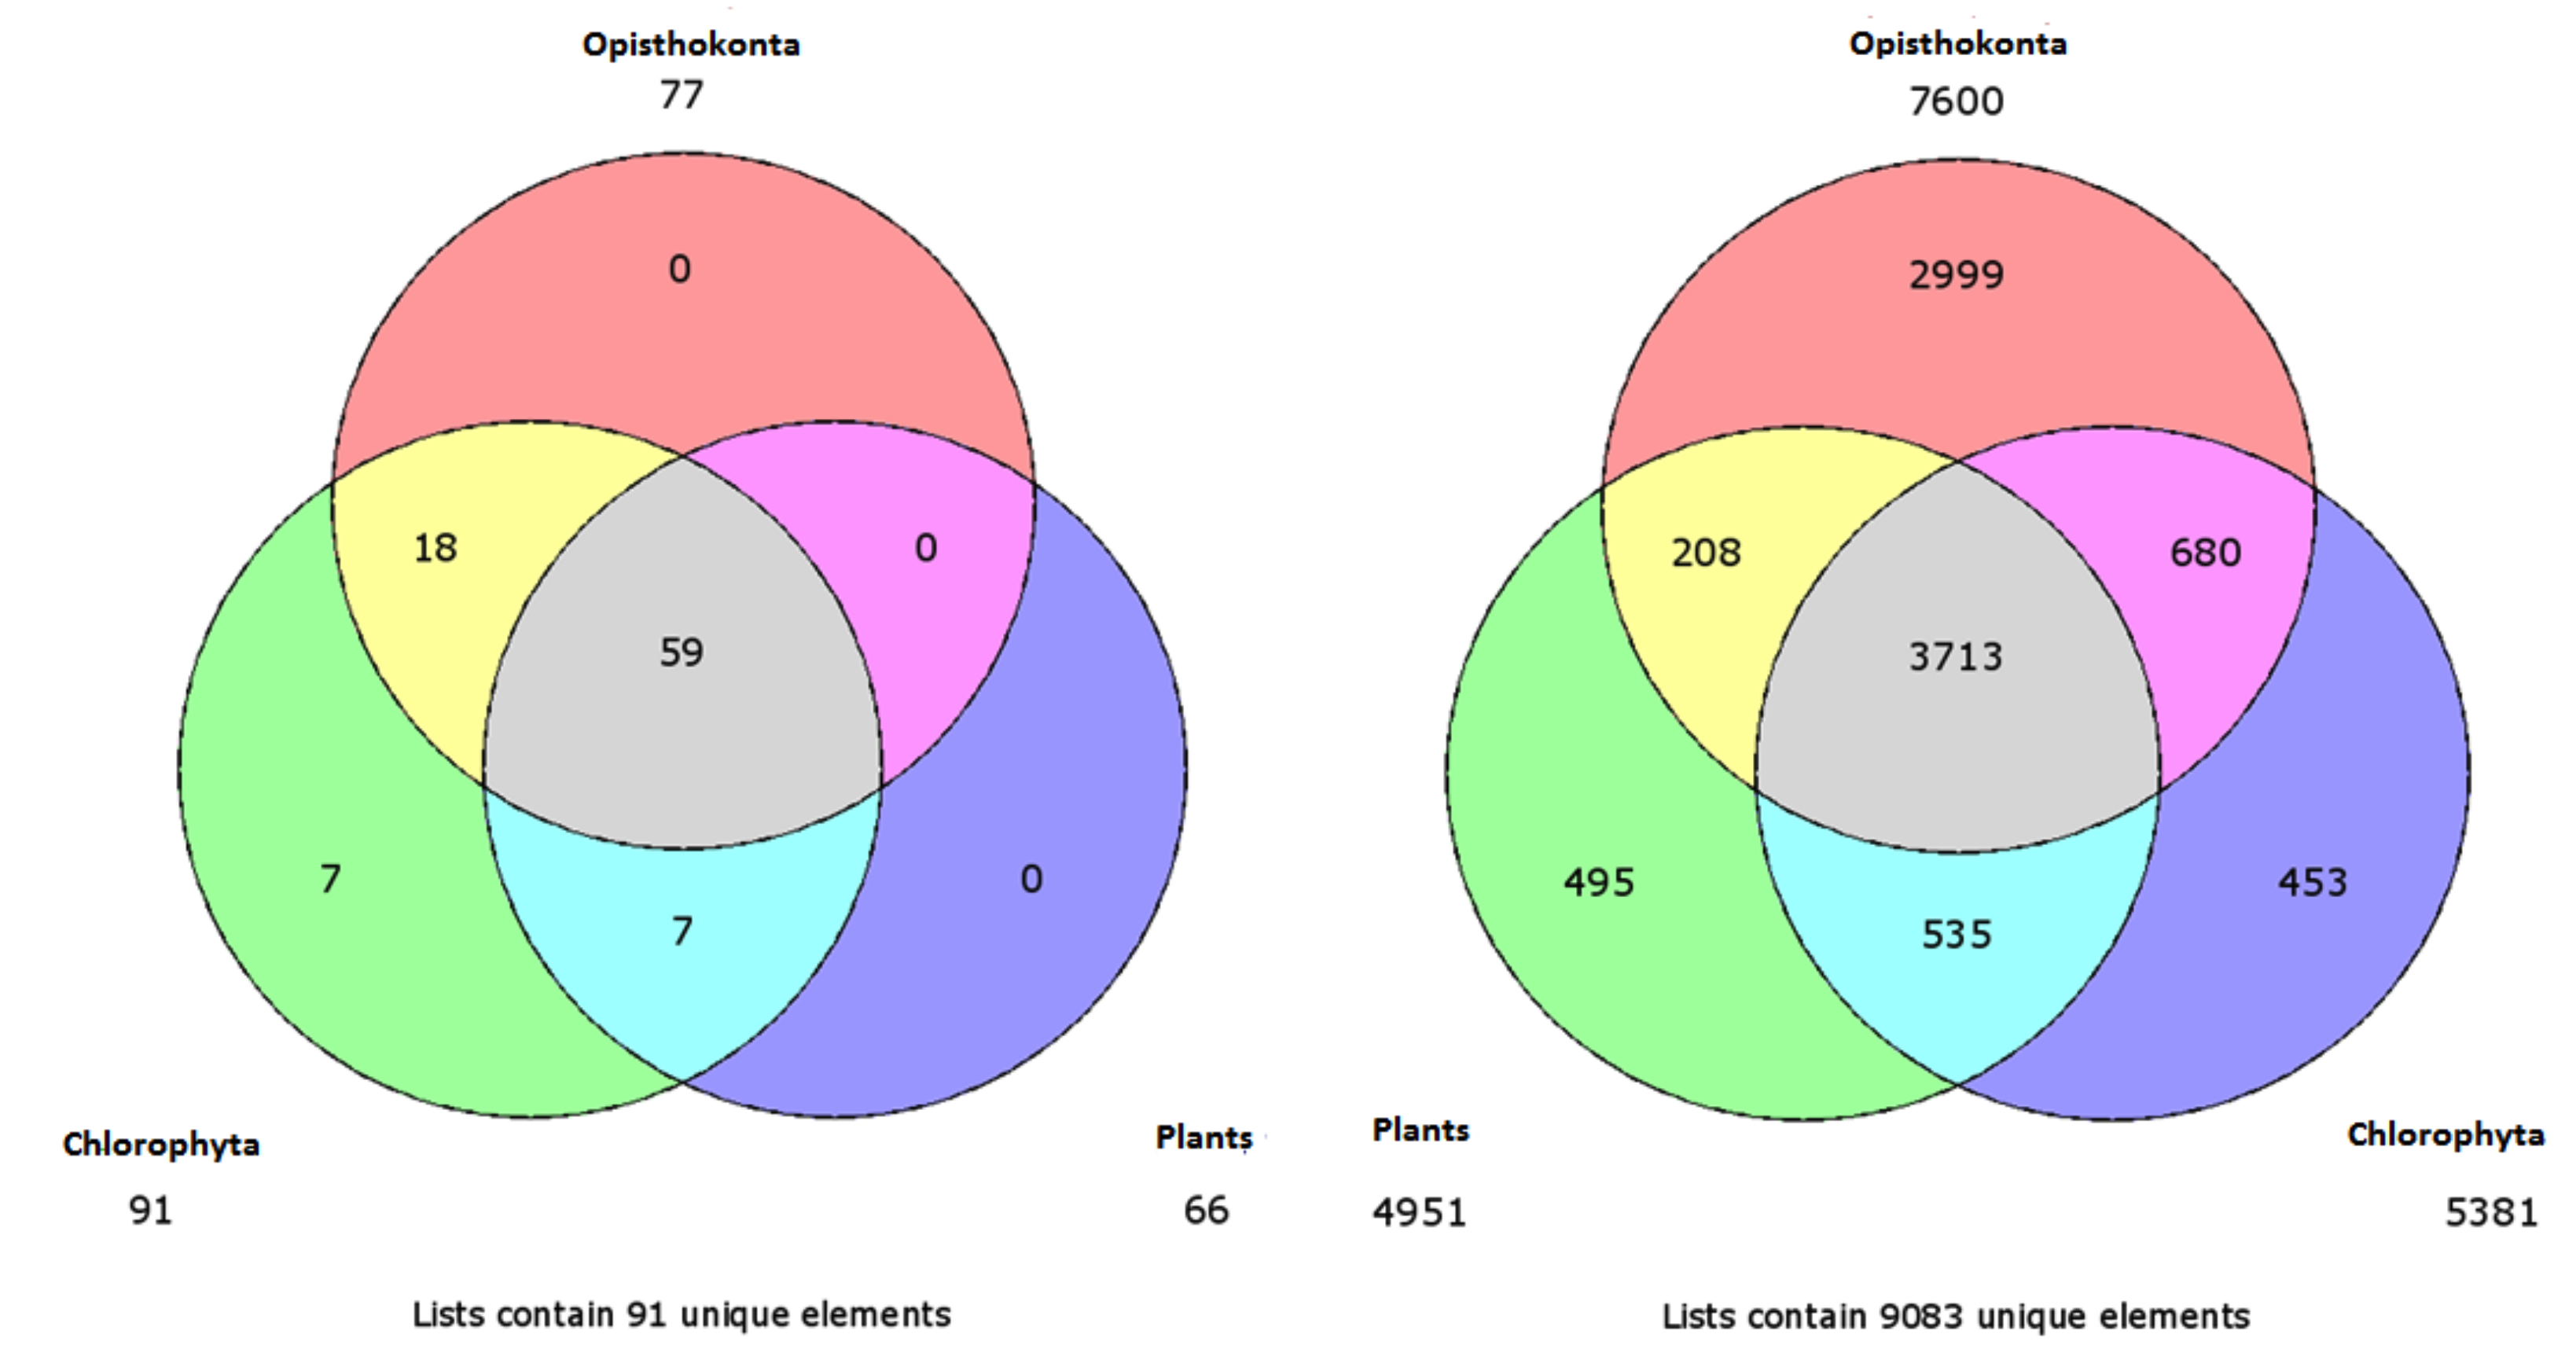 Opisthokonta
77
0
18
0
59
7
7
0
Chlorophyta
Plants
91
66
Lists contain 91 unique elements
Opisthokonta
7600
2999
208
680
3713
495
535
453
Plants
Chlorophyta
4951
5381
Lists contain 9083 unique elements